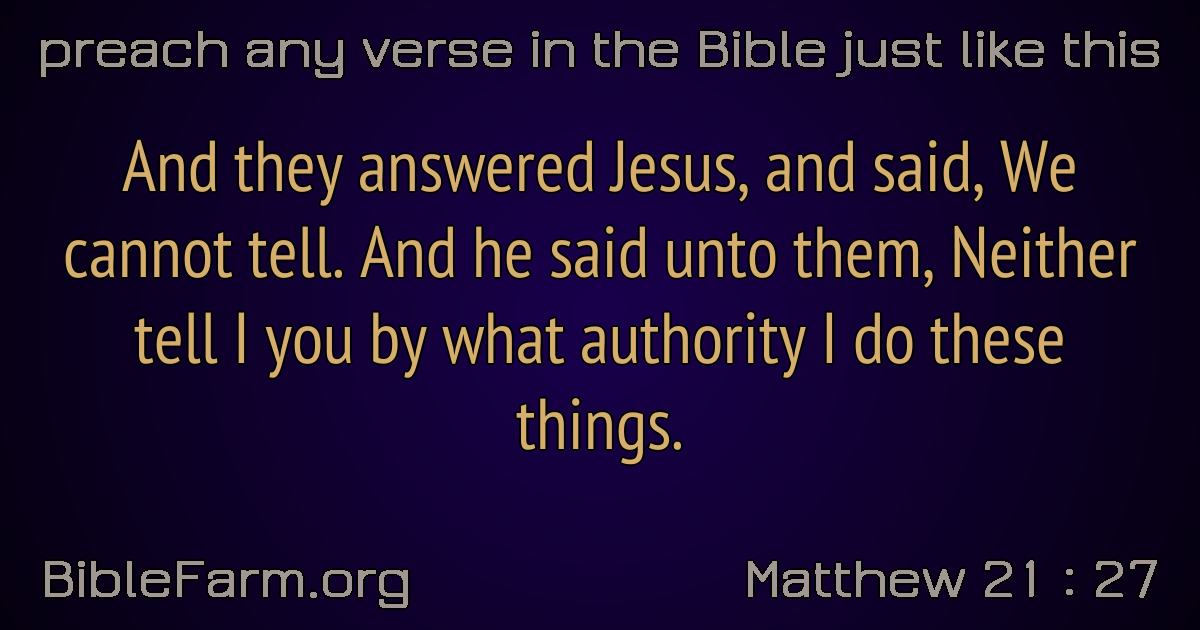 preach any verse in the Bible just like this
And they answered Jesus, and said, We
cannot tell. And he said unto them, Neither
tell I you by what authority I do these
things.
BibleFarm.org
Matthew 21 : 27